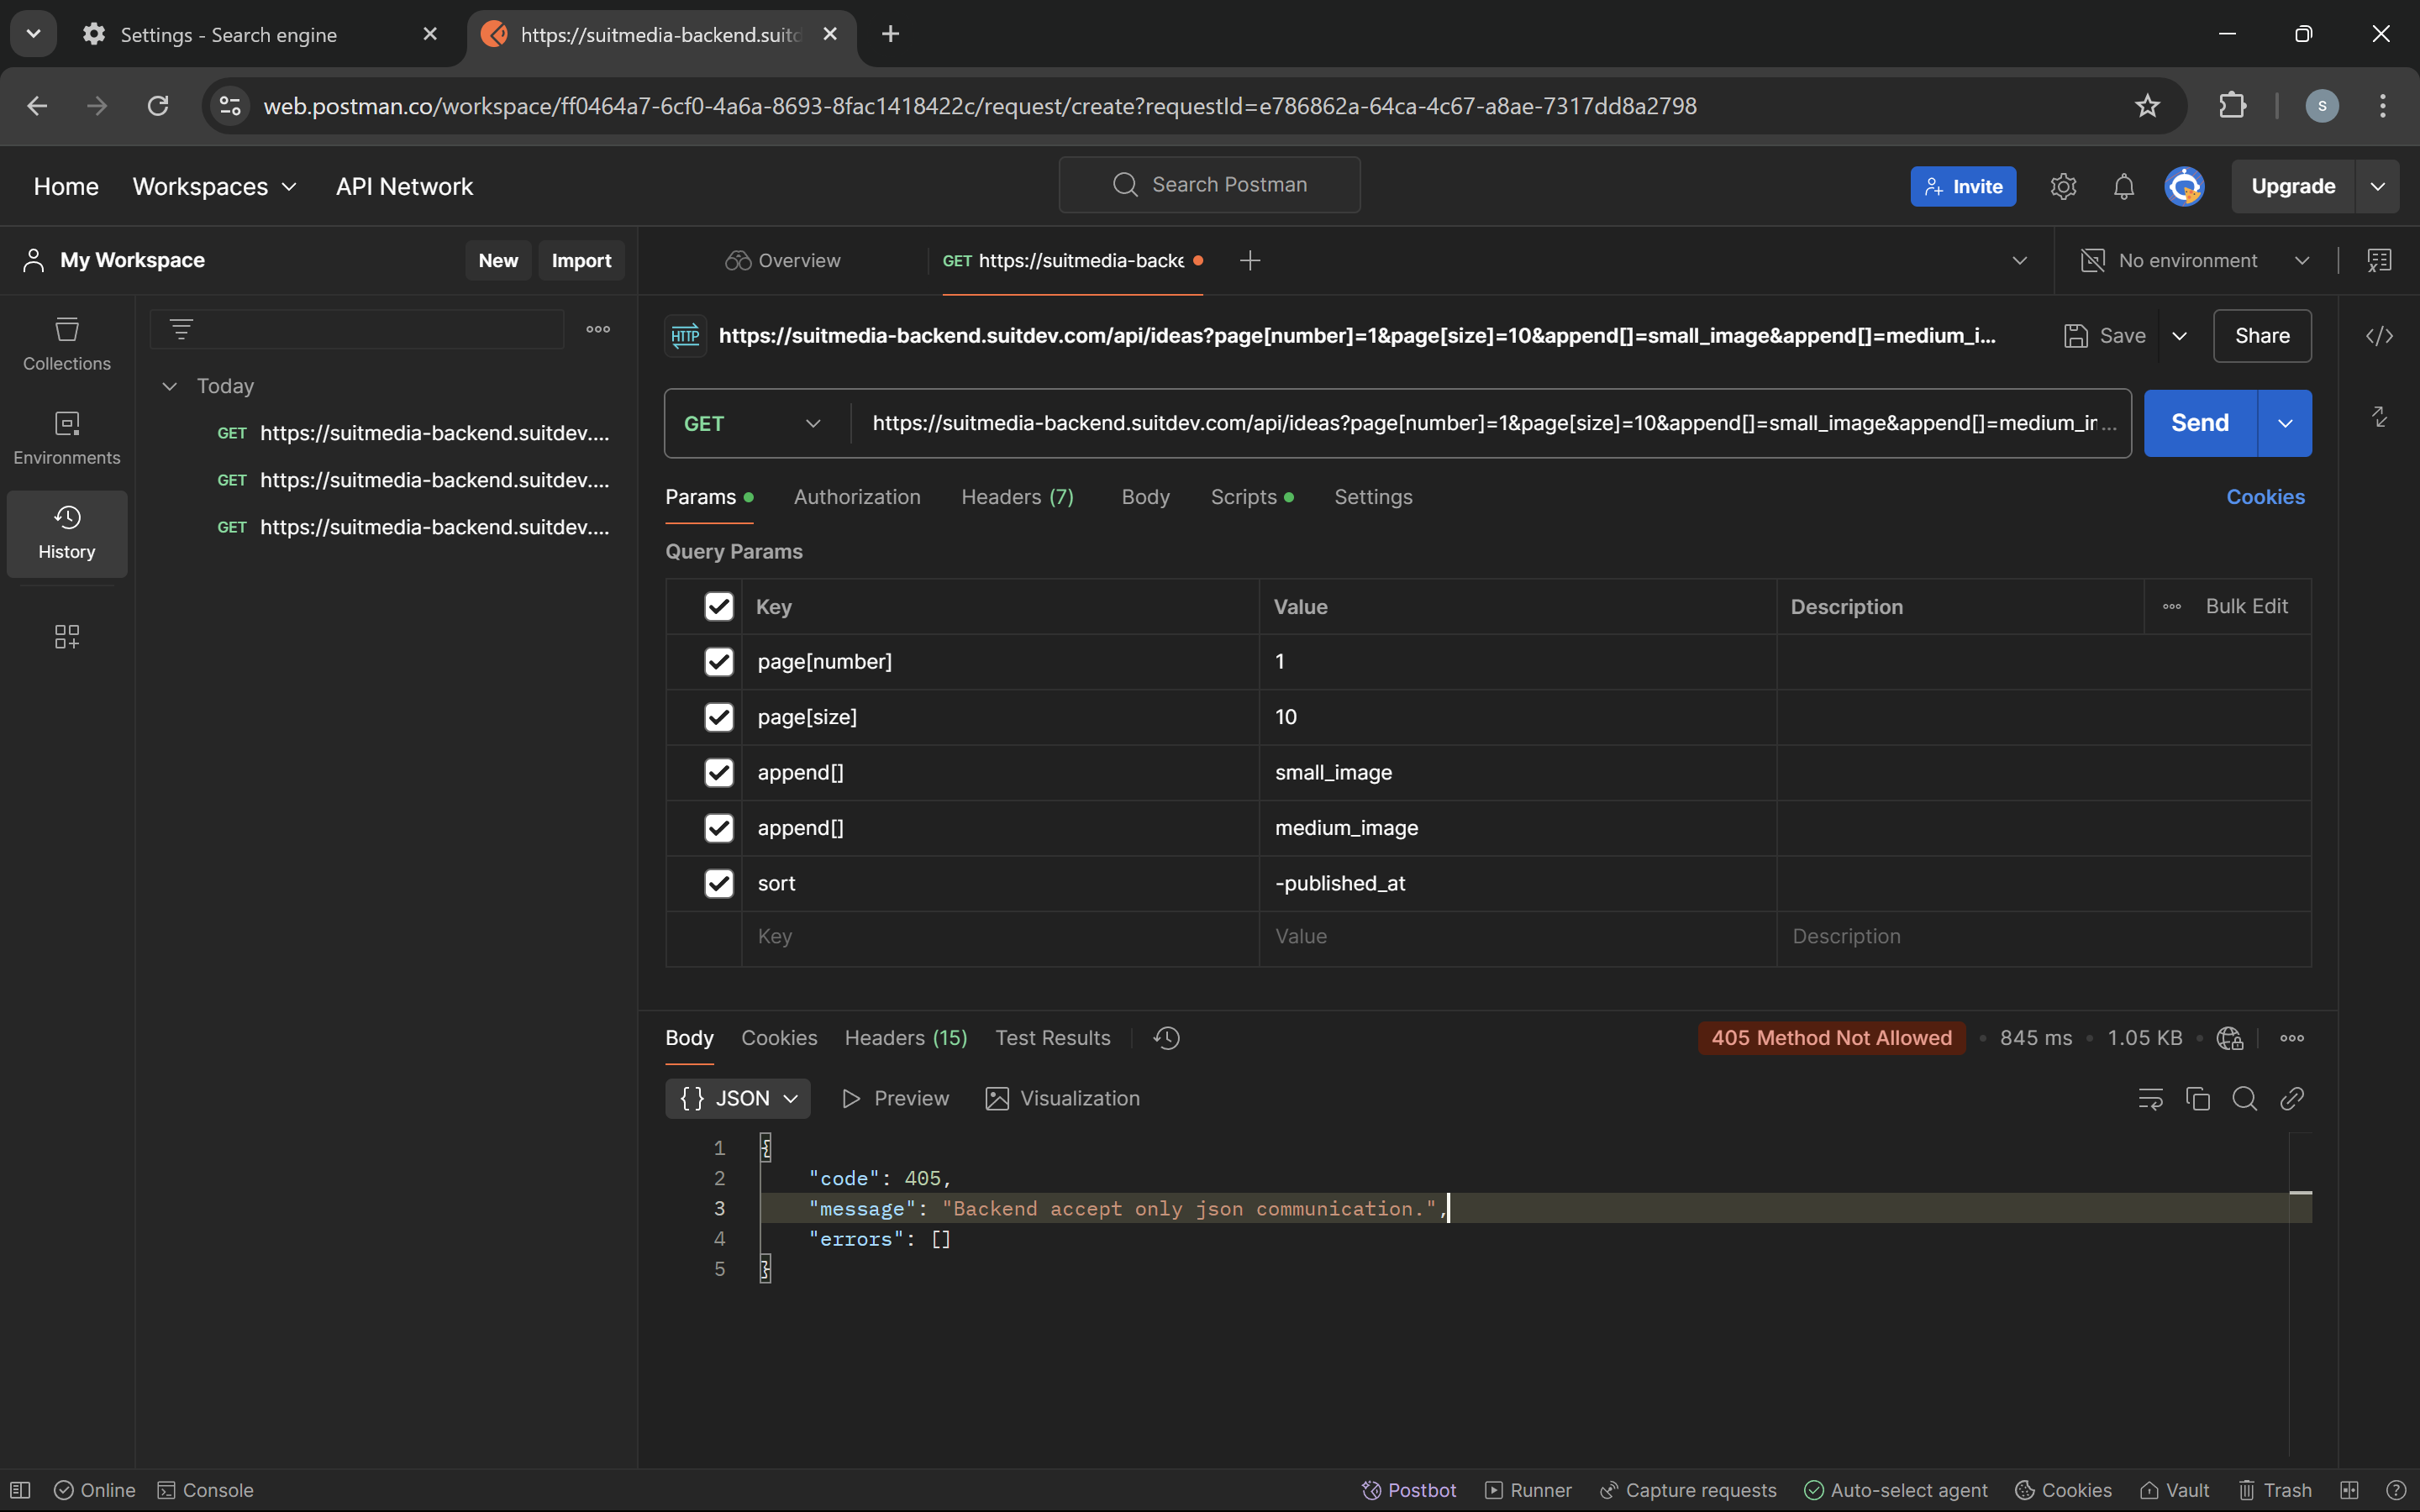 Settings - Search engine
https://suitmedia-backend.suitd
web.postman.co/workspace/ff0464a7-6cf0-4a6a-8693-8fac1418422c/request/create?requestId=e786862a-64ca-4c67-a8ae-7317dd8a2798
S
Home Workspaces API Network
Search Postman
Invite
Upgrade
My Workspace
New Import
Overview
GET https://suitmedia-backe
No environment
Collections
Environments
History
Today
GET https://suitmedia-backend.suitdev....
GET https://suitmedia-backend.suitdev....
GET https://suitmedia-backend.suitdev....
HTTP https://suitmedia-backend.suitdev.com/api/ideas?page[number]=1&page[size]=10&append[]=small_image&append[]=medium_i...
Save Share
GET https://suitmedia-backend.suitdev.com/api/ideas?page[number]=1&page[size]=10&append[]=small_image&append[]=medium_ir ...
Send
Params Authorization Headers (7) Body Scripts Settings
Cookies
Query Params
Key Value Description Bulk Edit
page[number] 1
page[size] 10
append[] small_image
append[] medium_image
sort -published_at
Key Value Description
Body Cookies Headers (15) Test Results
405 Method Not Allowed • 845 ms • 1.05 KB •
{} JSON Preview Visualization
1 {
2 "code": 405,
3 "message": "Backend accept only json communication.",
4 "errors": []
5 }
Online Console
Postbot Runner Capture requests Auto-select agent Cookies Vault Trash